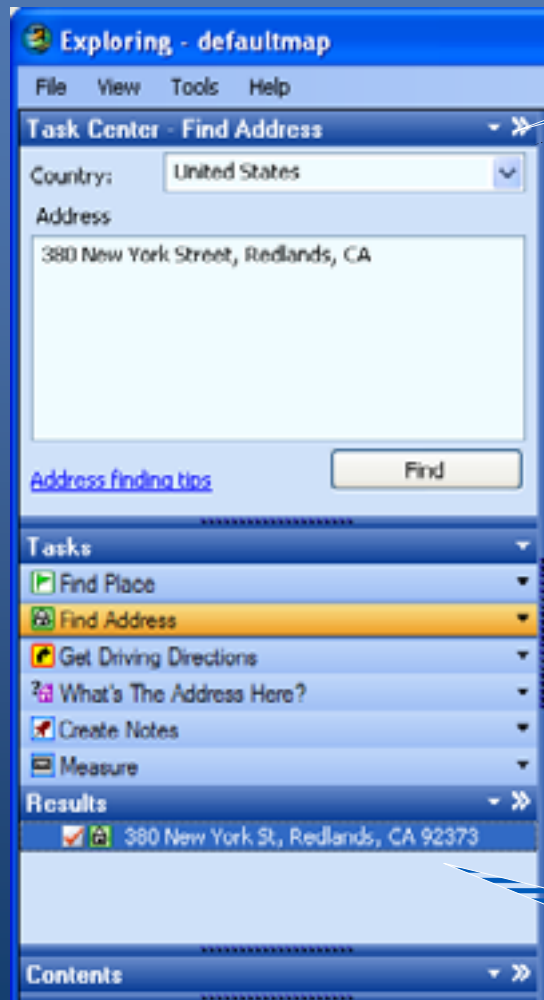 Exploring - defaultmap
File View Tools Help
Task Center - Find Address
Country: United States
Address
380 New York Street, Redlands, CA
Address finding tips Find
Tasks
Find Place
Find Address
Get Driving Directions
What's The Address Here?
Create Notes
Measure
Results
380 New York St, Redlands, CA 92373
Contents